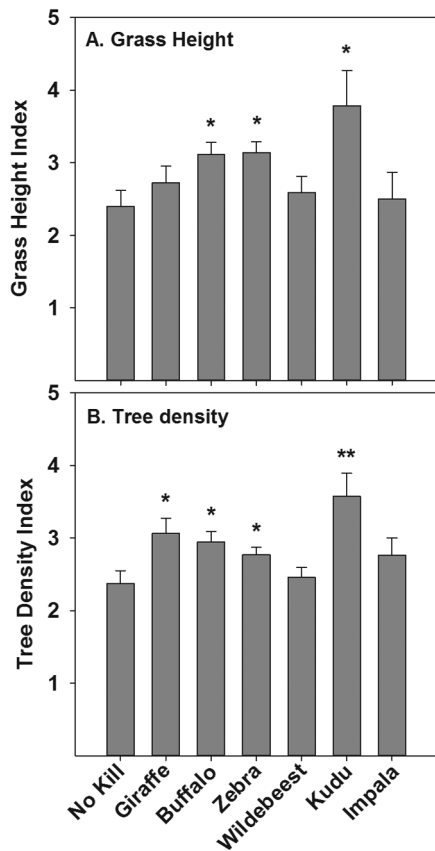 A. Grass Height
Grass Height Index
5
4
3
2
1
*
*
*
B. Tree density
Tree Density Index
5
4
3
2
1
*
*
*
**
No Kill
Giraffe
Buffalo
Zebra
Wildebeest
Kudu
Impala